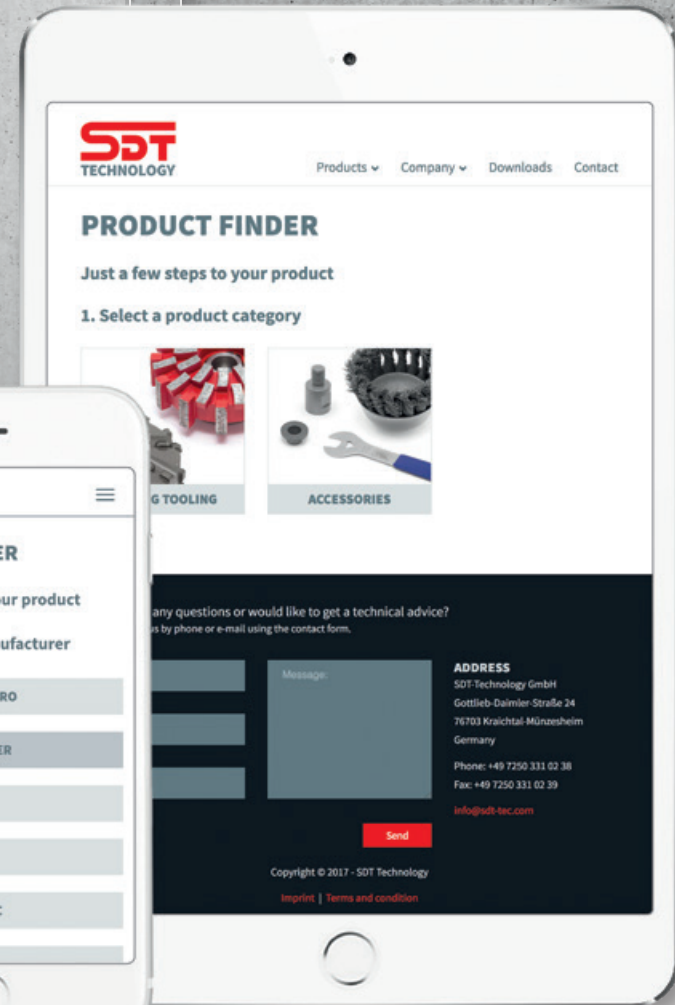 SDT
TECHNOLOGY
Products Company Downloads Contact
PRODUCT FINDER
Just a few steps to your product
1. Select a product category
G TOOLING
ACCESSORIES
ER
ur product
ufacturer
RO
ER
any questions or would like to get a technical advice?
us by phone or e-mail using the contact form.
Message:
ADDRESS
SDT-Technology GmbH
Gottlieb-Daimler-Straße 24
76703 Kraichtal-Münzesheim
Germany
Phone: +49 7250 331 02 38
Fax: +49 7250 331 02 39
info@sdt-tec.com
Send
Copyright © 2017 - SDT Technology
Imprint | Terms and condition